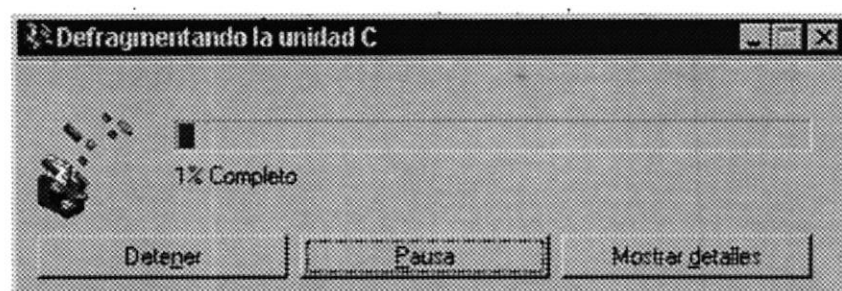 Defragmentando la unidad C
1% Completo
Detener
Pausa
Mostrar detalles